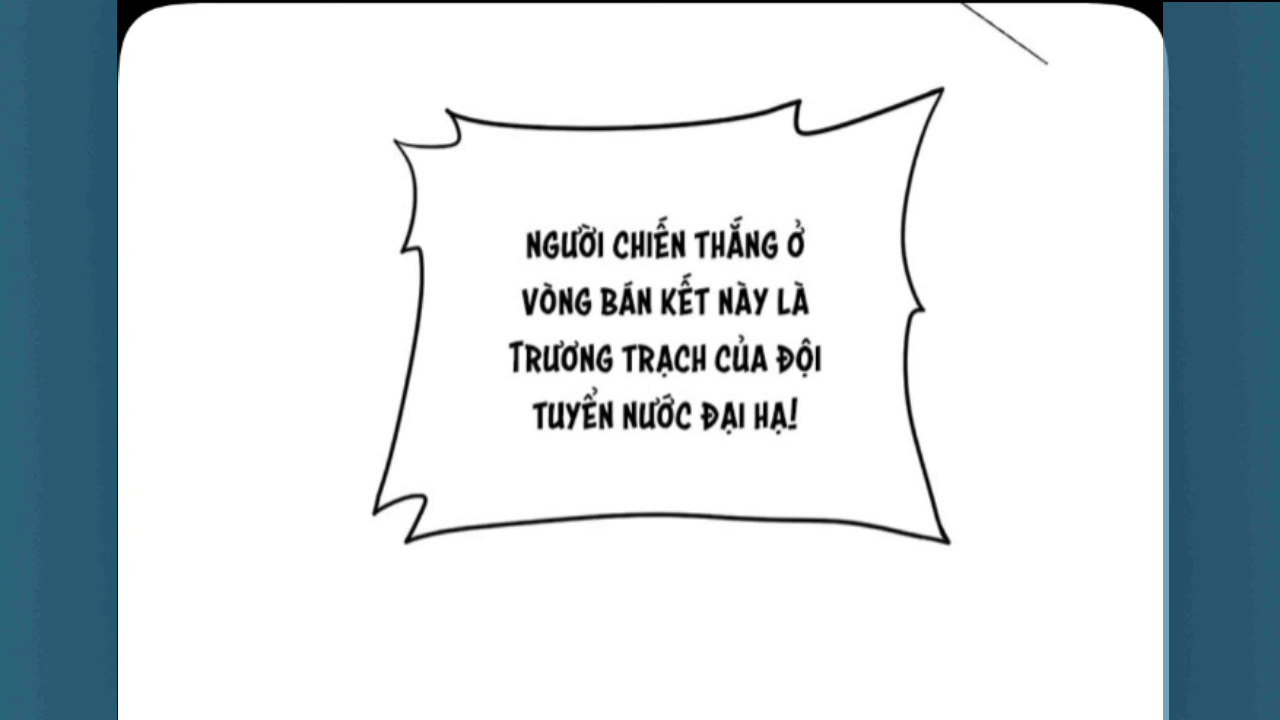 NGƯỜI CHIẾN THẮNG Ở
VÒNG BÁN KẾT NÀY LÀ
TRƯƠNG TRẠCH CỦA ĐỘI
TUYỂN NƯỚC ĐẠI HẠ!